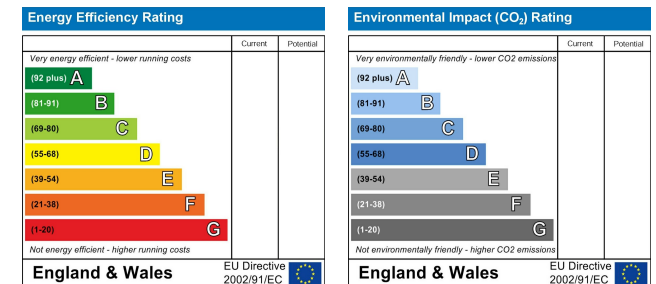 Energy Efficiency Rating
Current Potential
Very energy efficient - lower running costs
(92 plus) A
(81-91) B
(69-80) C
(55-68) D
(39-54) E
(21-38) F
(1-20) G
Not energy efficient - higher running costs
England & Wales
EU Directive
2002/91/EC
Environmental Impact (CO₂) Rating
Current Potential
Very environmentally friendly - lower CO2 emissions
(92 plus) A
(81-91) B
(69-80) C
(55-68) D
(39-54) E
(21-38) F
(1-20) G
Not environmentally friendly - higher CO2 emissions
England & Wales
EU Directive
2002/91/EC